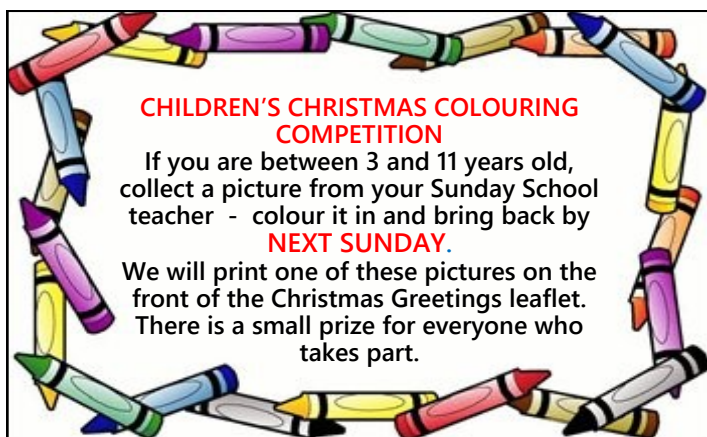 CHILDREN’S CHRISTMAS COLOURING
COMPETITION
If you are between 3 and 11 years old,
collect a picture from your Sunday School
teacher - colour it in and bring back by
NEXT SUNDAY.
We will print one of these pictures on the
front of the Christmas Greetings leaflet.
There is a small prize for everyone who
takes part.